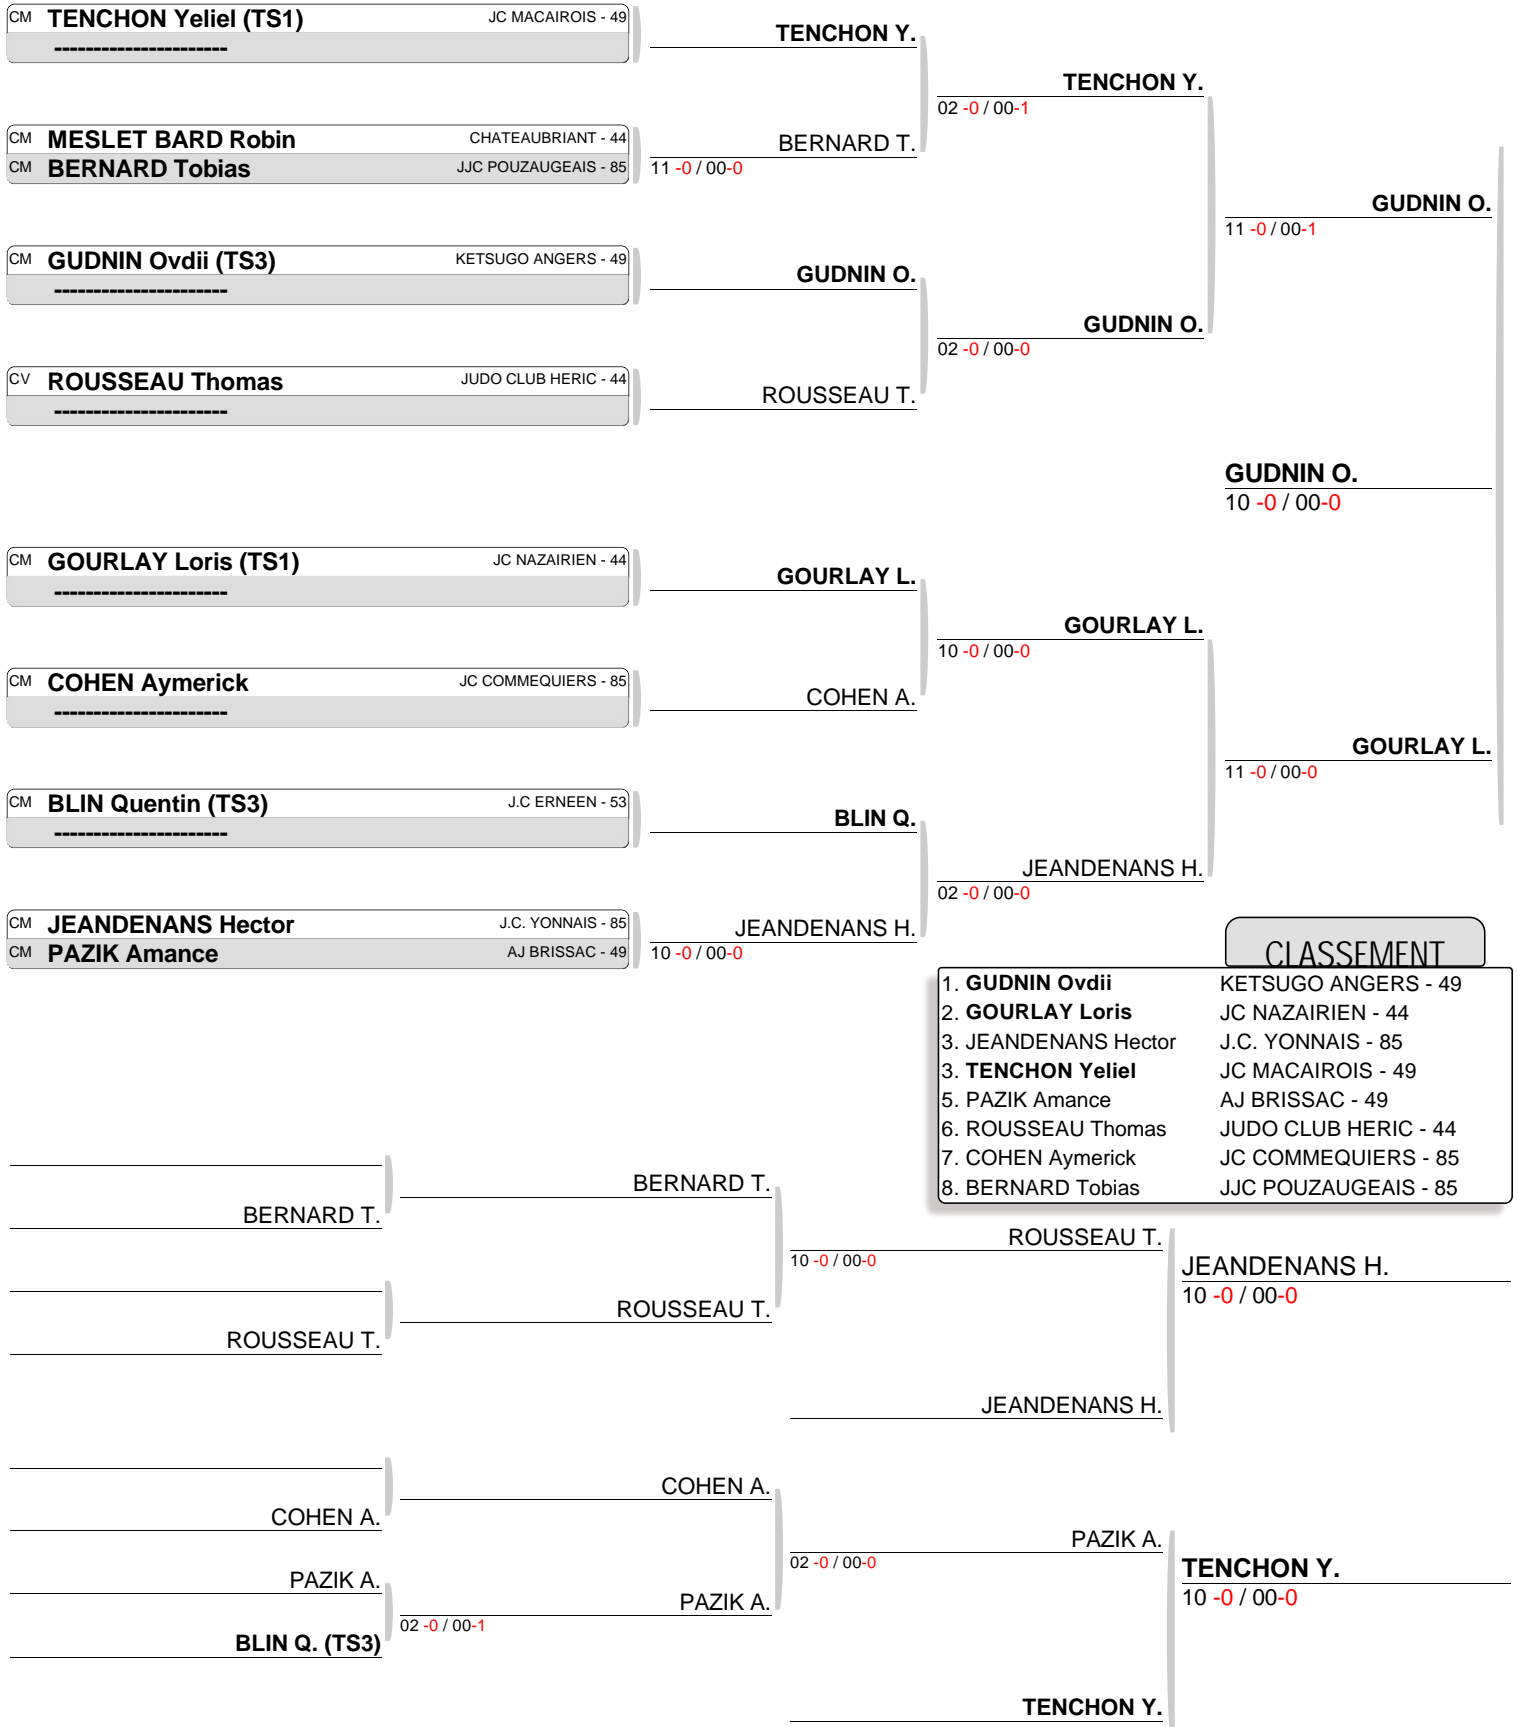 CM TENCHON Yeliel (TS1) JC MACAIROIS - 49
----------------------
TENCHON Y.
TENCHON Y.
02 -0 / 00-1
CM MESLET BARD Robin CHATEAUBRIANT - 44
CM BERNARD Tobias JJC POUZAUGEAIS - 85
BERNARD T.
11 -0 / 00-0
GUDNIN O.
11 -0 / 00-1
CM GUDNIN Ovdii (TS3) KETSUGO ANGERS - 49
----------------------
GUDNIN O.
GUDNIN O.
02 -0 / 00-0
CV ROUSSEAU Thomas JUDO CLUB HERIC - 44
----------------------
ROUSSEAU T.
GUDNIN O.
10 -0 / 00-0
CM GOURLAY Loris (TS1) JC NAZAIRIEN - 44
----------------------
GOURLAY L.
GOURLAY L.
10 -0 / 00-0
CM COHEN Aymerick JC COMMEQUIERS - 85
----------------------
COHEN A.
GOURLAY L.
11 -0 / 00-0
CM BLIN Quentin (TS3) J.C ERNEEN - 53
----------------------
BLIN Q.
JEANDENANS H.
02 -0 / 00-0
CM JEANDENANS Hector J.C. YONNAIS - 85
CM PAZIK Amance AJ BRISSAC - 49
JEANDENANS H.
10 -0 / 00-0
CLASSEMENT
1. GUDNIN Ovdii KETSUGO ANGERS - 49
2. GOURLAY Loris JC NAZAIRIEN - 44
3. JEANDENANS Hector J.C. YONNAIS - 85
3. TENCHON Yeliel JC MACAIROIS - 49
5. PAZIK Amance AJ BRISSAC - 49
6. ROUSSEAU Thomas JUDO CLUB HERIC - 44
7. COHEN Aymerick JC COMMEQUIERS - 85
8. BERNARD Tobias JJC POUZAUGEAIS - 85
BERNARD T.
BERNARD T.
ROUSSEAU T.
10 -0 / 00-0
JEANDENANS H.
10 -0 / 00-0
ROUSSEAU T.
ROUSSEAU T.
JEANDENANS H.
COHEN A.
COHEN A.
PAZIK A.
02 -0 / 00-0
TENCHON Y.
10 -0 / 00-0
PAZIK A.
PAZIK A.
02 -0 / 00-1
BLIN Q. (TS3)
TENCHON Y.